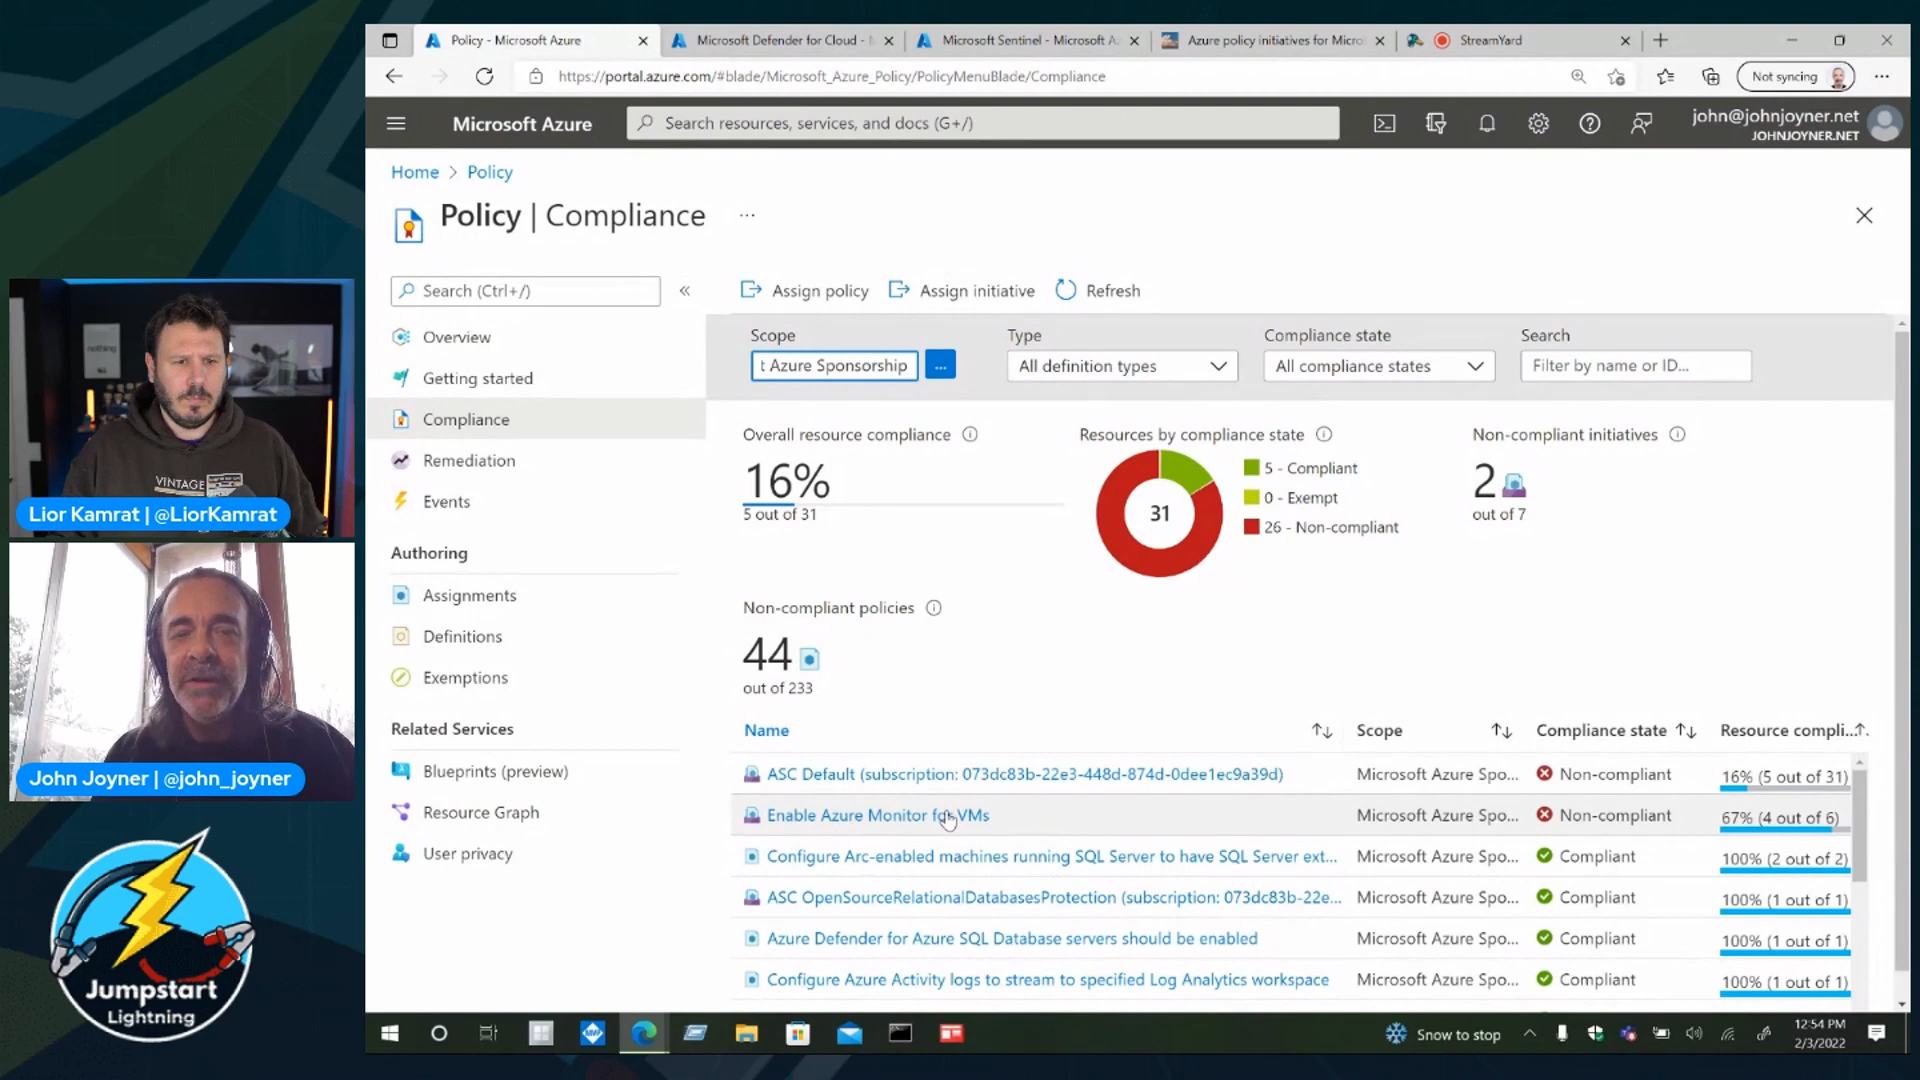 Policy - Microsoft Azure
Microsoft Defender for Cloud -
Microsoft Sentinel - Microsoft A
Azure policy initiatives for Micro
StreamYard
https://portal.azure.com/#blade/Microsoft_Azure_Policy/PolicyMenuBlade/Compliance
Not syncing
Microsoft Azure
Search resources, services, and docs (G+/)
john@johnjoyner.net
JOHNJOYNER.NET
Home > Policy
Policy | Compliance
...
Search (Ctrl+/)
«
Overview
Getting started
Compliance
Remediation
Events
Authoring
Assignments
Definitions
Exemptions
Related Services
Blueprints (preview)
Resource Graph
User privacy
Assign policy
Assign initiative
Refresh
Scope
t Azure Sponsorship
...
Type
All definition types
Compliance state
All compliance states
Search
Filter by name or ID...
Overall resource compliance
16%
5 out of 31
Resources by compliance state
31
5 - Compliant
0 - Exempt
26 - Non-compliant
Non-compliant initiatives
2
out of 7
Non-compliant policies
44
out of 233
Name Scope Compliance state Resource compli...
ASC Default (subscription: 073dc83b-22e3-448d-874d-0dee1ec9a39d) Microsoft Azure Spo... Non-compliant 16% (5 out of 31)
Enable Azure Monitor for VMs Microsoft Azure Spo... Non-compliant 67% (4 out of 6)
Configure Arc-enabled machines running SQL Server to have SQL Server ext... Microsoft Azure Spo... Compliant 100% (2 out of 2)
ASC OpenSourceRelationalDatabasesProtection (subscription: 073dc83b-22e... Microsoft Azure Spo... Compliant 100% (1 out of 1)
Azure Defender for Azure SQL Database servers should be enabled Microsoft Azure Spo... Compliant 100% (1 out of 1)
Configure Azure Activity logs to stream to specified Log Analytics workspace Microsoft Azure Spo... Compliant 100% (1 out of 1)
Snow to stop
12:54 PM
2/3/2022
nothing
VINTAGE
Lior Kamrat | @LiorKamrat
John Joyner | @john_joyner
Jumpstart
Lightning